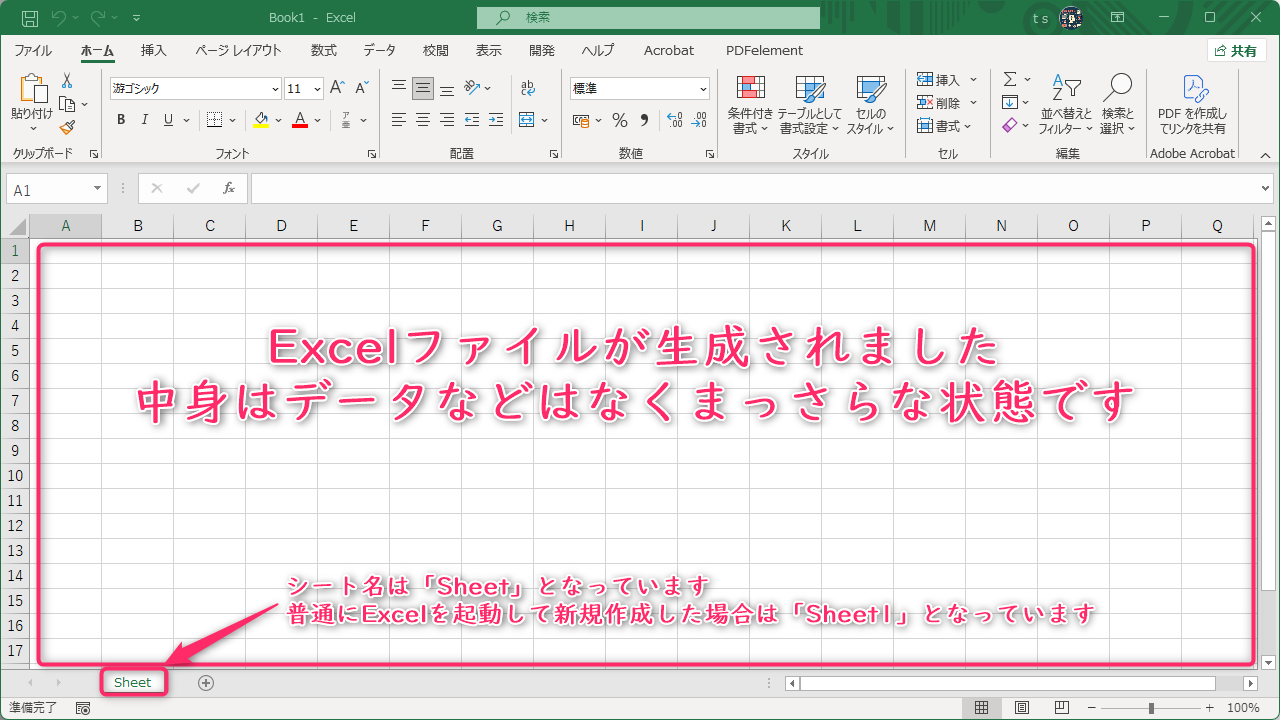 Book1 - Excel
検索
t s
ファイル ホーム 挿入 ページ レイアウト 数式 データ 校閲 表示 開発 ヘルプ Acrobat PDFelement
共有
貼り付け
クリップボード
游ゴシック 11
B I U
フォント
ab
配置
標準
数値
条件付き
書式
テーブルとして
書式設定
セルの
スタイル
スタイル
挿入
削除
書式
セル
並べ替えと
フィルター
検索と
選択
編集
PDF を作成し
てリンクを共有
Adobe Acrobat
A1
fx
A B C D E F G H I J K L M N O P Q
1
2
3
4
5
6
7
8
9
10
11
12
13
14
15
16
17
Excelファイルが生成されました
中身はデータなどはなくまっさらな状態です
シート名は「Sheet」となっています
普通にExcelを起動して新規作成した場合は「Sheet1」となっています
Sheet
準備完了
100%